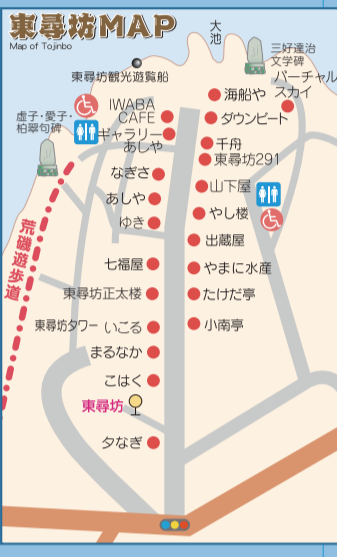 東尋坊MAP
Map of Tojinbo
大池
三好達治
文学碑
東尋坊観光遊覧船
バーチャル
スカイ
海船や
IWABA
CAFE
ダウンビート
虚子・愛子・
柏翠句碑
ギャラリー
あしや
千舟
東尋坊291
なぎさ
山下屋
あしや
やし楼
ゆき
荒磯遊歩道
出蔵屋
七福屋
やまに水産
東尋坊正太楼
たけだ亭
東尋坊タワー いこる
小南亭
まるなか
こはく
東尋坊
夕なぎ